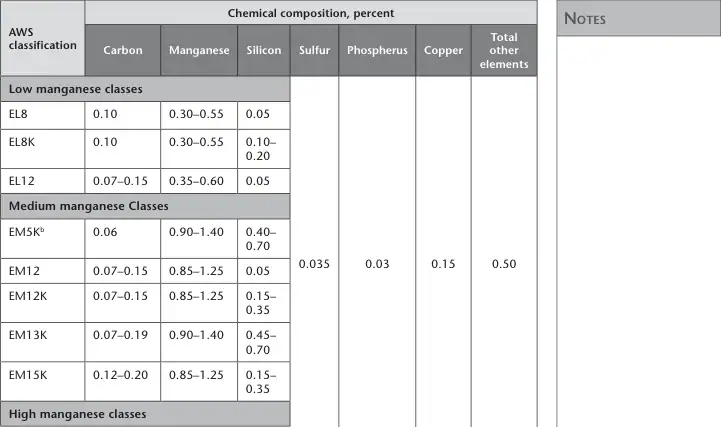 AWS classification
Chemical composition, percent
Carbon Manganese Silicon Sulfur Phospherus Copper Total other elements
Low manganese classes
EL8 0.10 0.30–0.55 0.05
EL8K 0.10 0.30–0.55 0.10–0.20
EL12 0.07–0.15 0.35–0.60 0.05
Medium manganese Classes
EM5Kb 0.06 0.90–1.40 0.40–0.70
EM12 0.07–0.15 0.85–1.25 0.05
0.035 0.03 0.15 0.50
EM12K 0.07–0.15 0.85–1.25 0.15–0.35
EM13K 0.07–0.19 0.90–1.40 0.45–0.70
EM15K 0.12–0.20 0.85–1.25 0.15–0.35
High manganese classes
NOTES